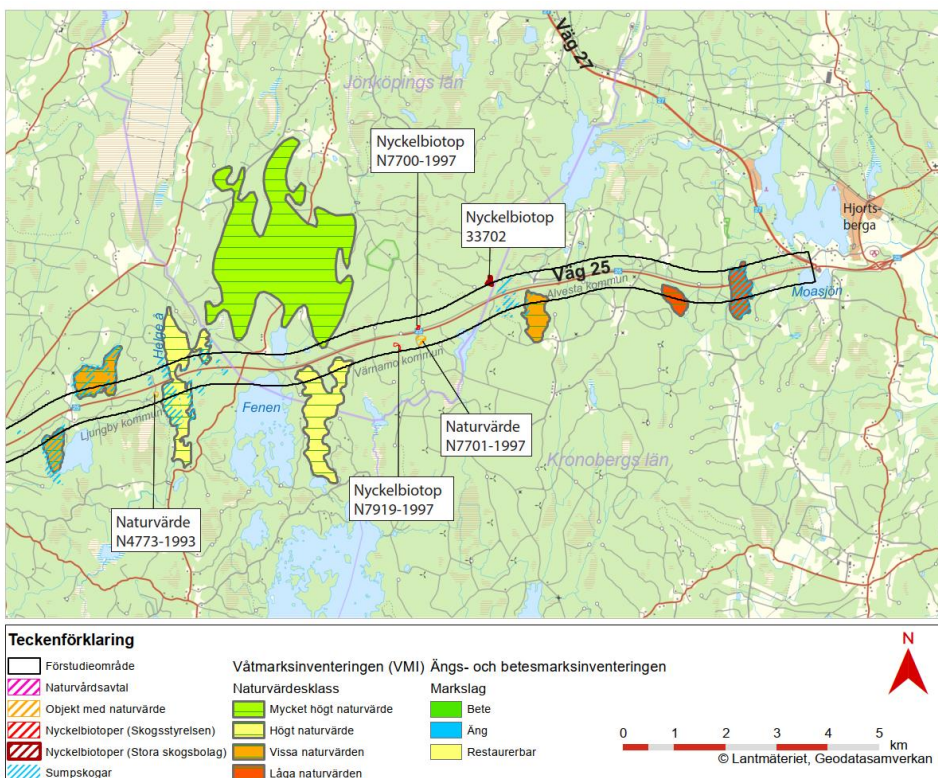 Väg 27
Jönköpings län
Nyckelbiotop
N7700-1997
Nyckelbiotop
33702
Hjorts-
berga
Väg 25
Alvesta kommun
Moasjön
Helge å
Värnamo kommun
Fenen
Ljungby kommun
Naturvärde
N7701-1997
Kronobergs län
Nyckelbiotop
N7919-1997
Naturvärde
N4773-1993
Teckenförklaring
Förstudieområde
Naturvårdsavtal
Objekt med naturvärde
Nyckelbiotoper (Skogsstyrelsen)
Nyckelbiotoper (Stora skogsbolag)
Sumpskogar
Våtmarksinventeringen (VMI)
Naturvärdesklass
Mycket högt naturvärde
Högt naturvärde
Vissa naturvärden
Låga naturvärden
Ängs- och betesmarksinventeringen
Markslag
Bete
Äng
Restaurerbar
N
0 1 2 3 4 5
km
© Lantmäteriet, Geodatasamverkan